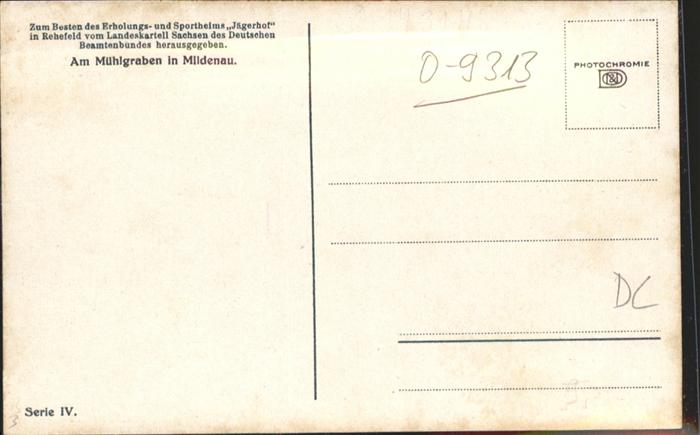 Zum Besten des Erholungs- und Sportheims „Jägerhof“
in Rehefeld vom Landeskartell Sachsen des Deutschen
Beamtenbundes herausgegeben.
Am Mühlgraben in Mildenau.
O-9313
PHOTOCHROMIE
DC
Serie IV.